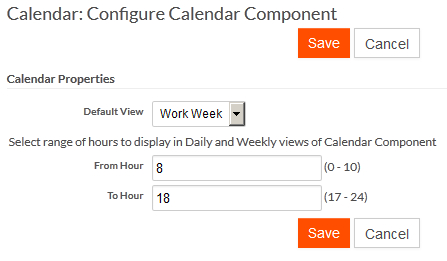 Calendar: Configure Calendar Component
Save Cancel
Calendar Properties
Default View Work Week
Select range of hours to display in Daily and Weekly views of Calendar Component
From Hour 8 (0 - 10)
To Hour 18 (17 - 24)
Save Cancel